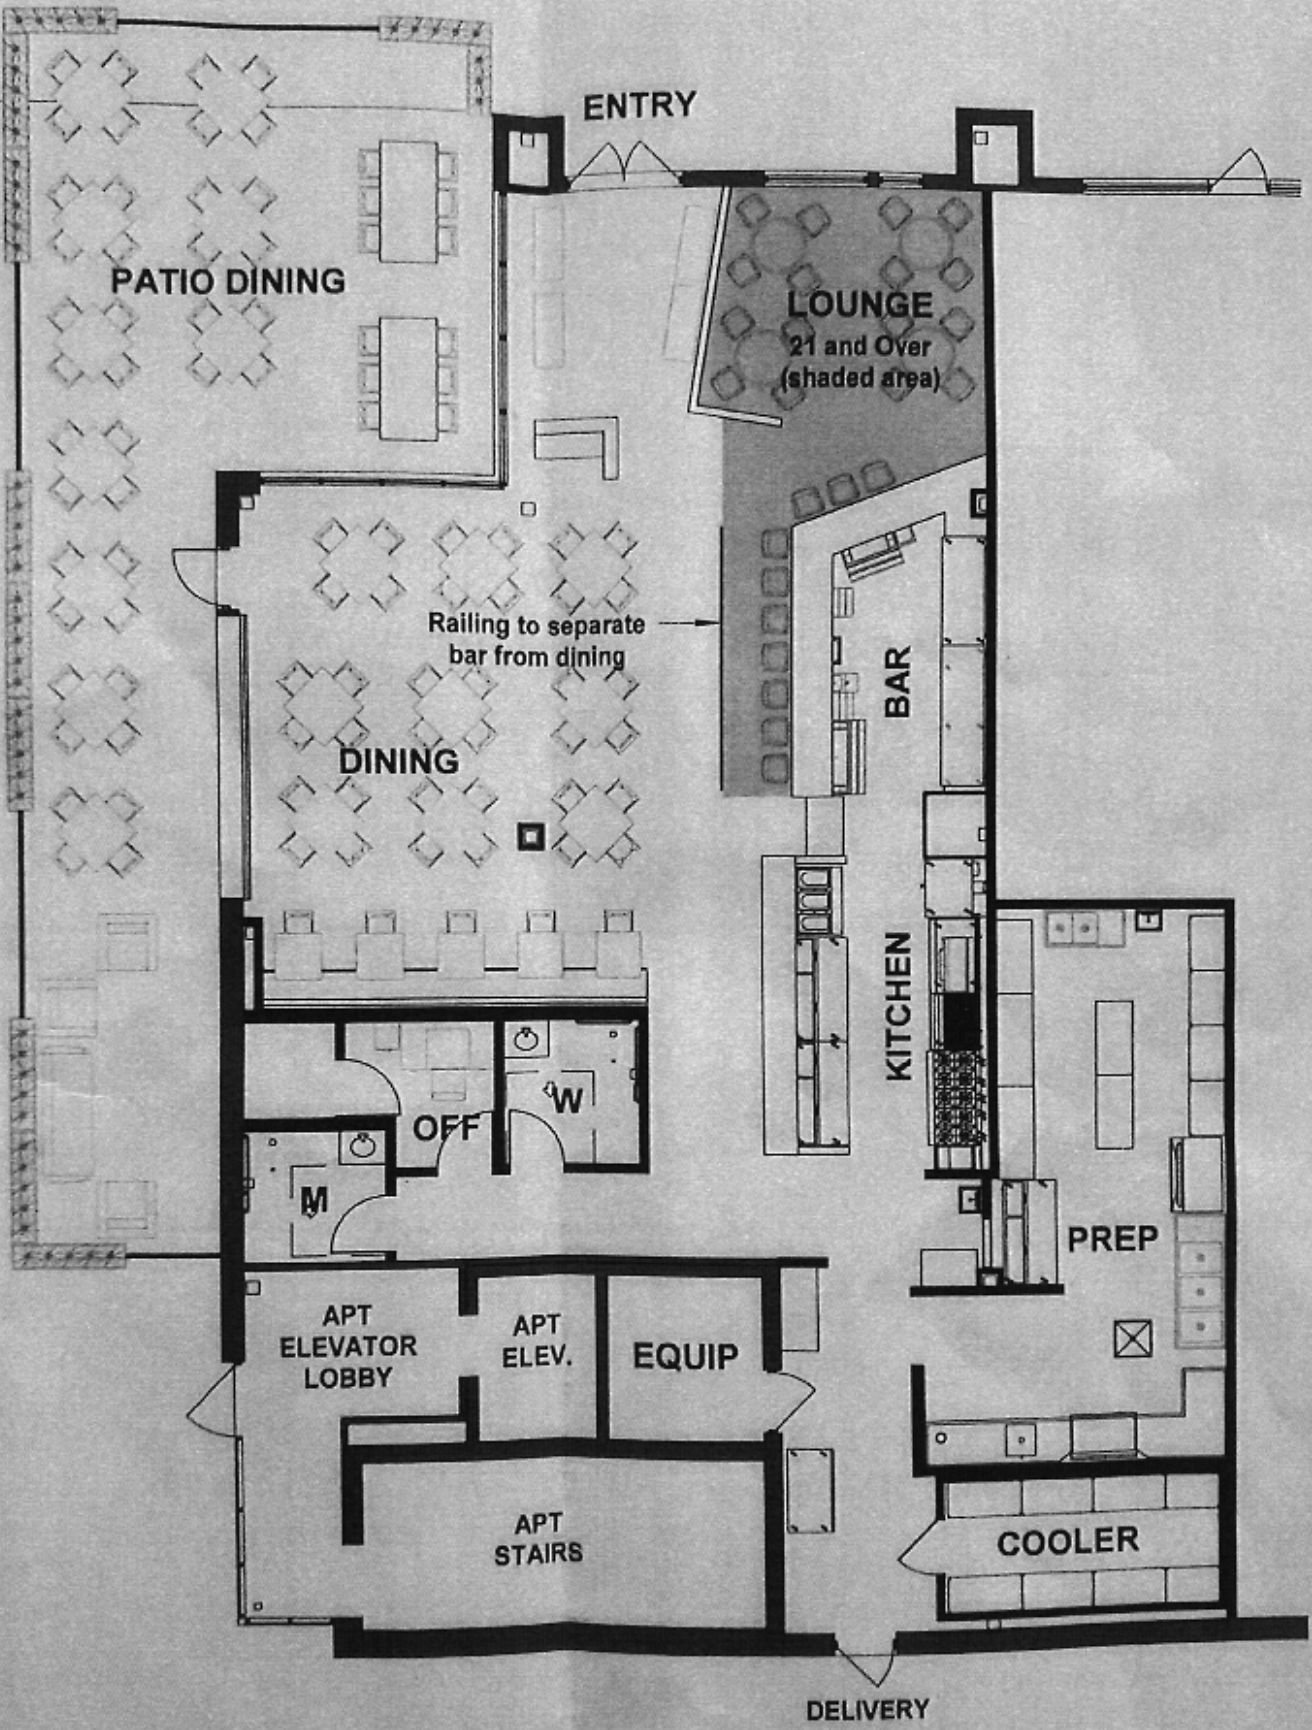 ENTRY
PATIO DINING
LOUNGE
21 and Over
(shaded area)
Railing to separate
bar from dining
BAR
DINING
KITCHEN
W
OFF
M
PREP
APT
ELEVATOR
LOBBY
APT
ELEV.
EQUIP
APT
STAIRS
COOLER
DELIVERY